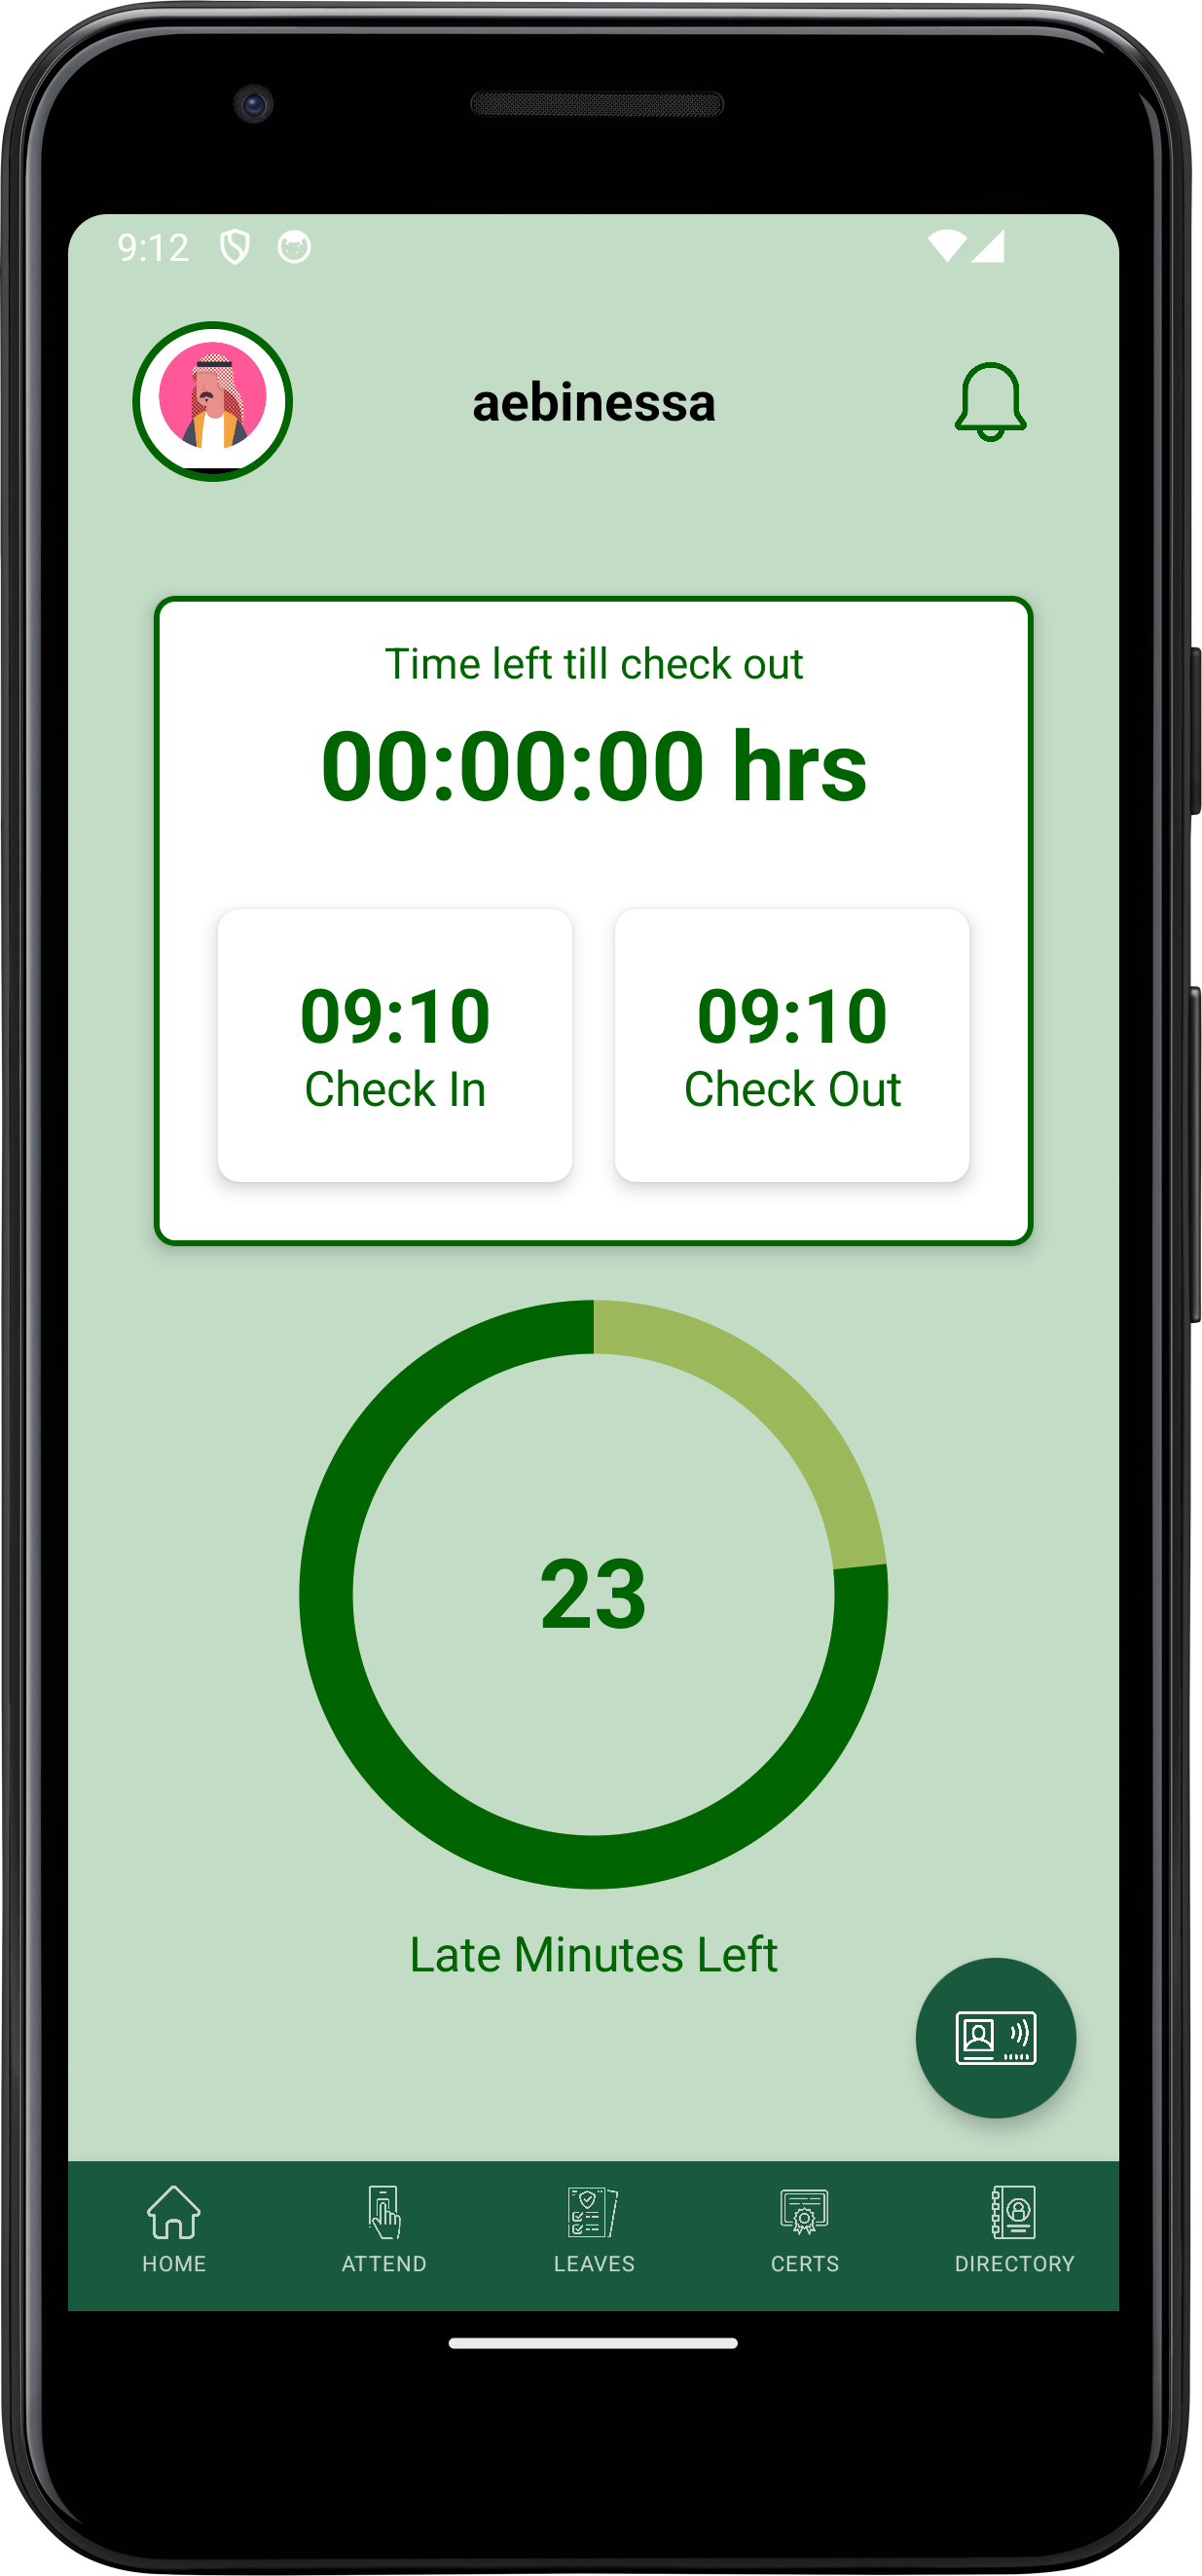 9:12
aebinessa
Time left till check out
00:00:00 hrs
09:10
Check In
09:10
Check Out
23
Late Minutes Left
HOME
ATTEND
LEAVES
CERTS
DIRECTORY